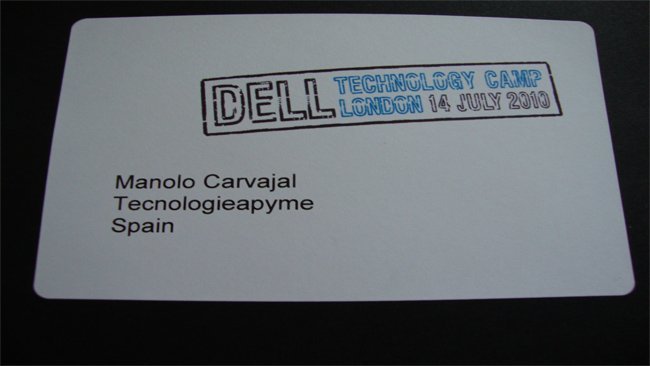 DELL TECHNOLOGY CAMP
LONDON 14 JULY 2010
Manolo Carvajal
Tecnologieapyme
Spain